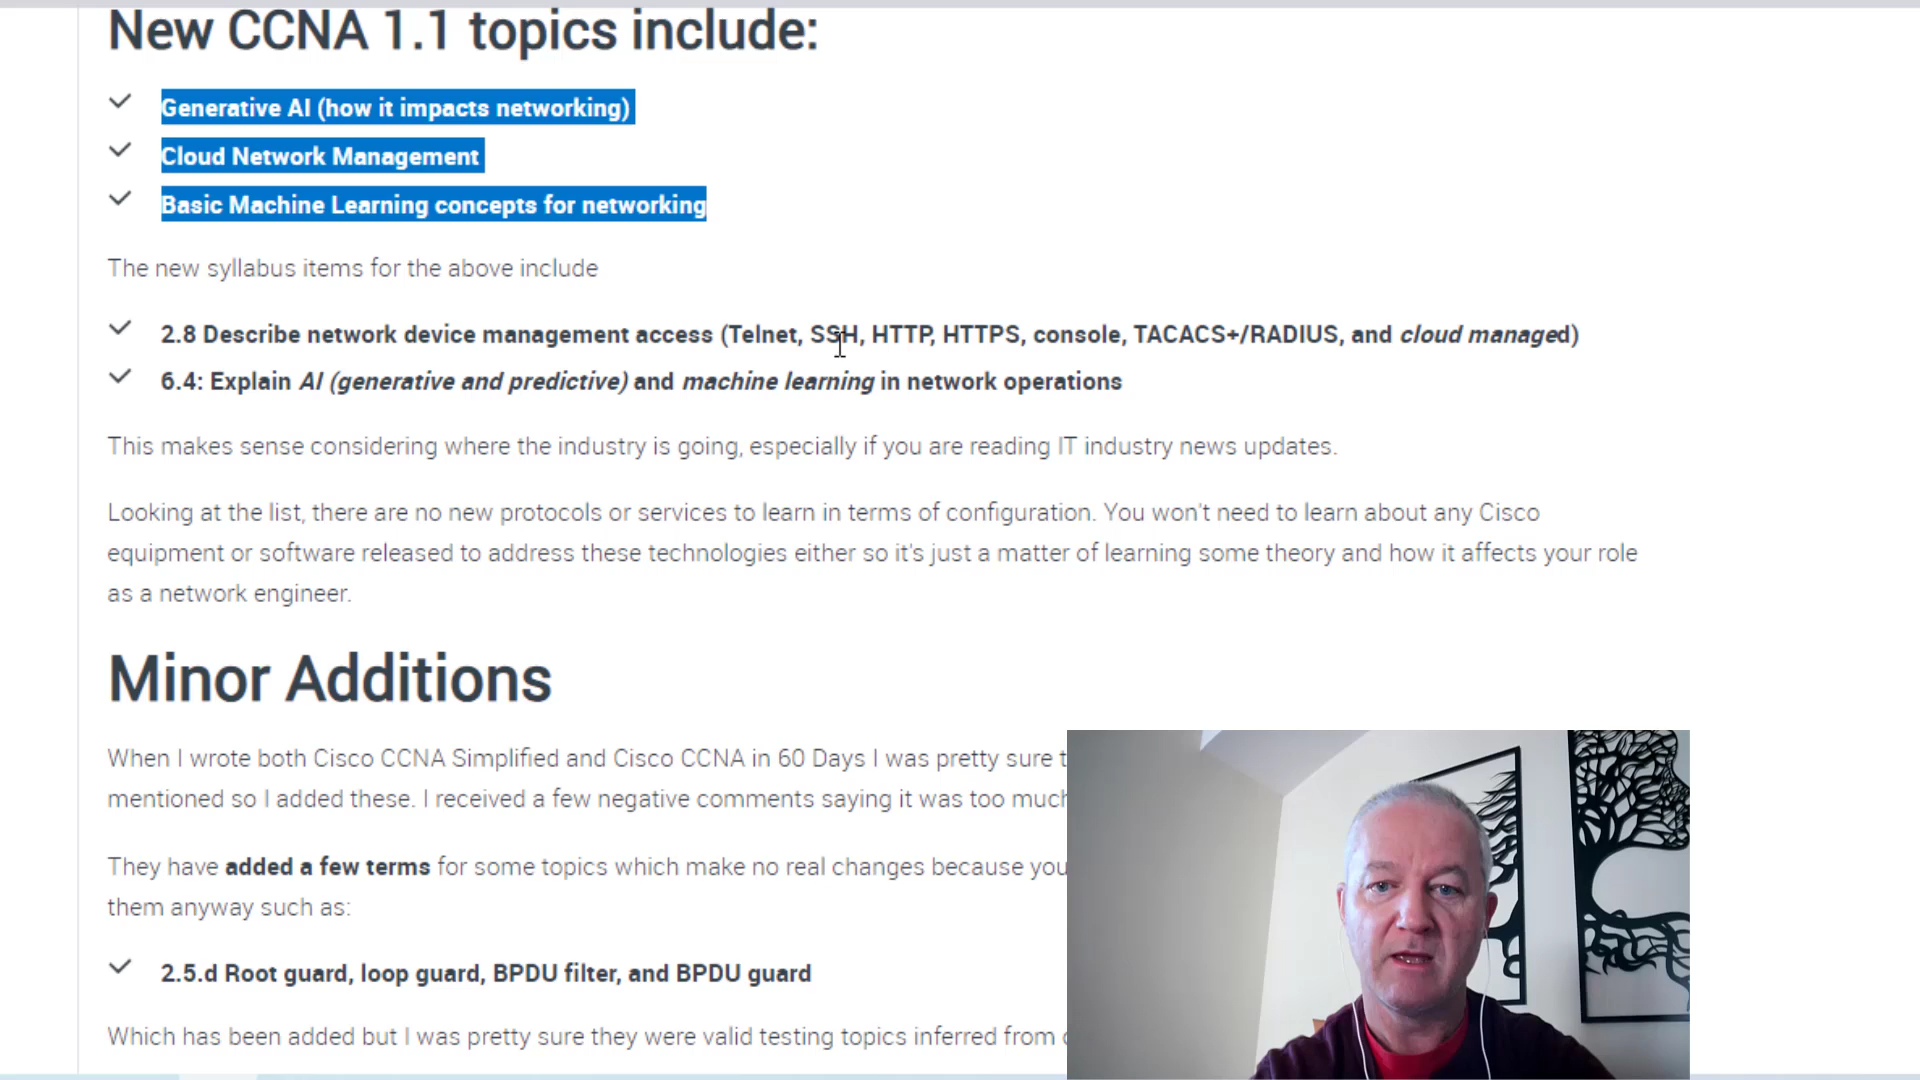 New CCNA 1.1 topics include:
Generative AI (how it impacts networking)
Cloud Network Management
Basic Machine Learning concepts for networking
The new syllabus items for the above include
2.8 Describe network device management access (Telnet, SSH, HTTP, HTTPS, console, TACACS+/RADIUS, and cloud managed)
6.4: Explain AI (generative and predictive) and machine learning in network operations
This makes sense considering where the industry is going, especially if you are reading IT industry news updates.
Looking at the list, there are no new protocols or services to learn in terms of configuration. You won't need to learn about any Cisco
equipment or software released to address these technologies either so it's just a matter of learning some theory and how it affects your role
as a network engineer.
Minor Additions
When I wrote both Cisco CCNA Simplified and Cisco CCNA in 60 Days I was pretty sure
mentioned so I added these. I received a few negative comments saying it was too much
They have added a few terms for some topics which make no real changes because you
them anyway such as:
2.5.d Root guard, loop guard, BPDU filter, and BPDU guard
Which has been added but I was pretty sure they were valid testing topics inferred from